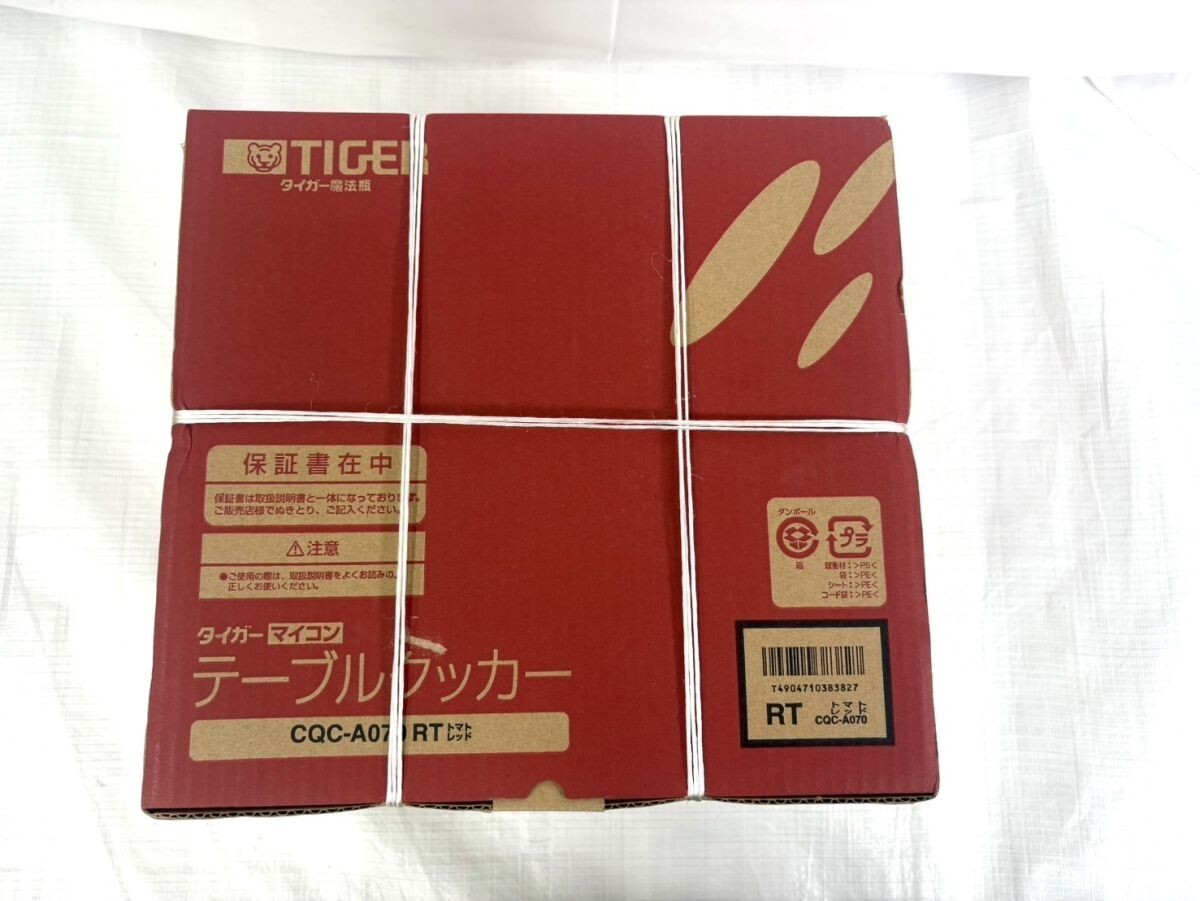 TIGER
タイガー魔法瓶
保証書在中
保証書は取扱説明書と一体になっております。
ご販売店様でぬきとり、ご記入ください。
注意
●ご使用の際は、取扱説明書をよくお読みの
正しくお使いください。
タイガー マイコン
テーブルクッカー
CQC-A070 RT トマト
レッド
ダンボール
プラ
箱
緩衝材:>PS<
袋:>PE<
シート:>PE<
コード袋:>PE<
T4904710383827
RT トマト
レッド
CQC-A070